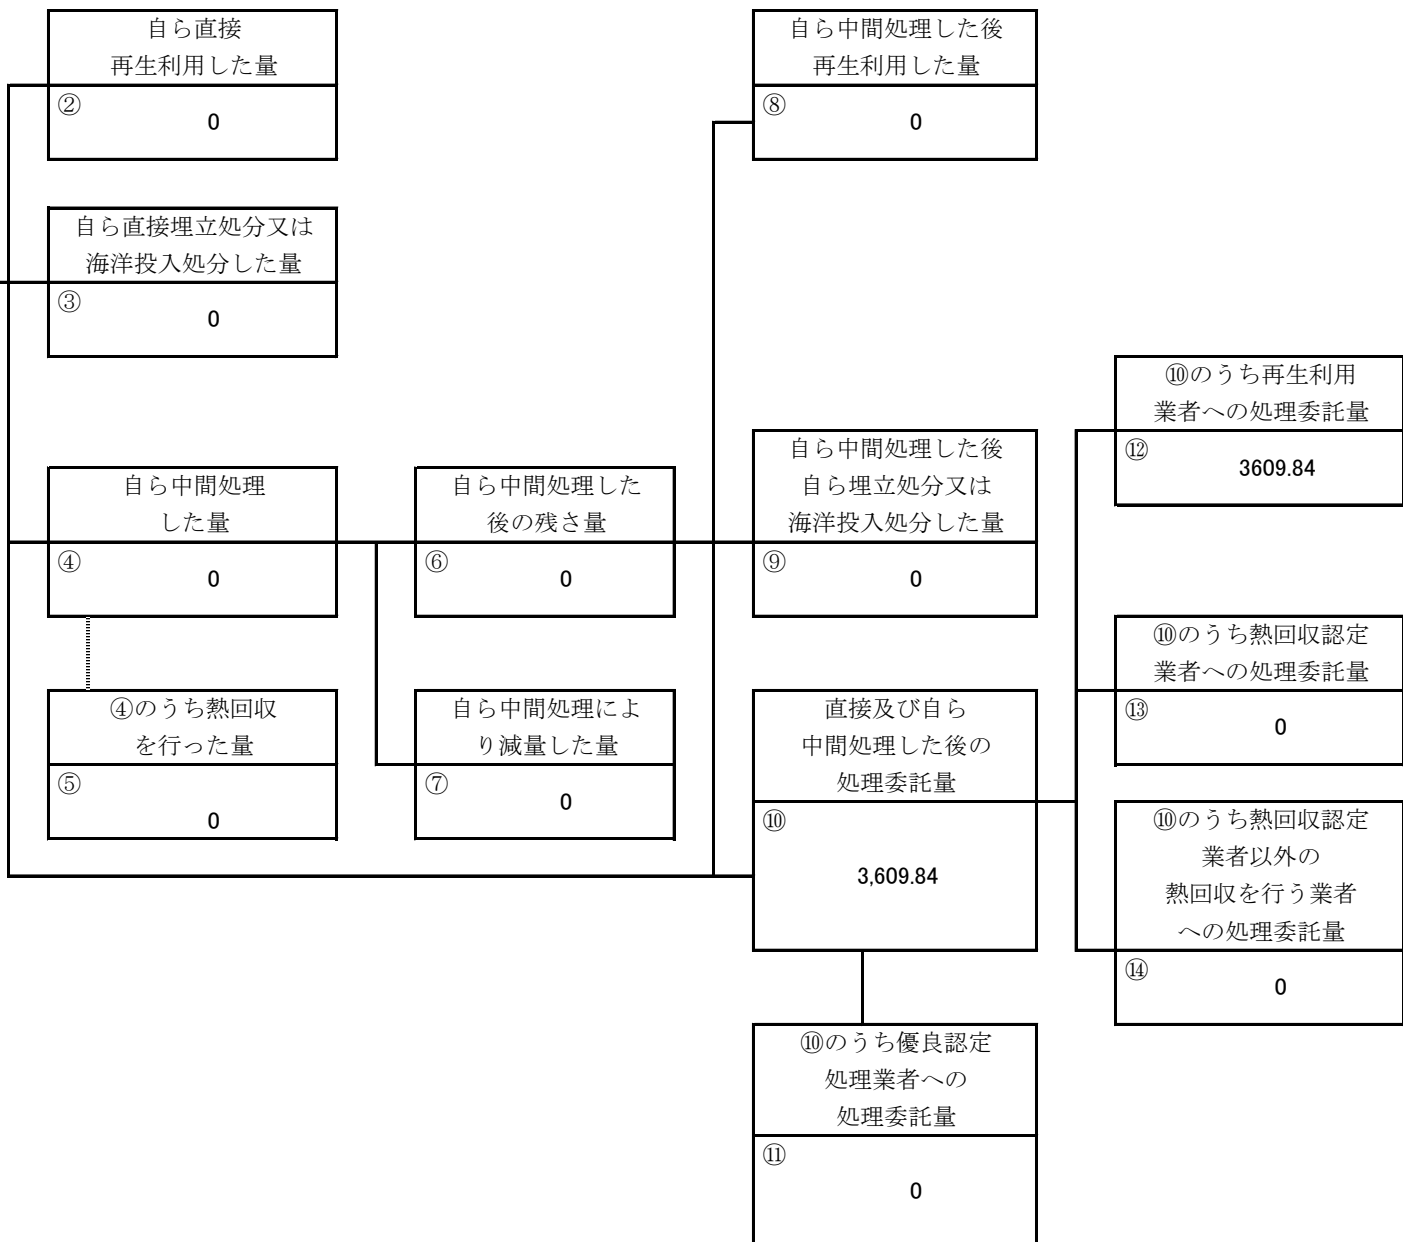 自ら直接
再生利用した量
②
0
自ら中間処理した後
再生利用した量
⑧
0
自ら直接埋立処分又は
海洋投入処分した量
③
0
⑩のうち再生利用
業者への処理委託量
⑫
3609.84
自ら中間処理
した量
④
0
自ら中間処理した
後の残さ量
⑥
0
自ら中間処理した後
自ら埋立処分又は
海洋投入処分した量
⑨
0
⑩のうち熱回収認定
業者への処理委託量
⑬
0
④のうち熱回収
を行った量
⑤
0
自ら中間処理によ
り減量した量
⑦
0
直接及び自ら
中間処理した後の
処理委託量
⑩
3,609.84
⑩のうち熱回収認定
業者以外の
熱回収を行う業者
への処理委託量
⑭
0
⑩のうち優良認定
処理業者への
処理委託量
⑪
0